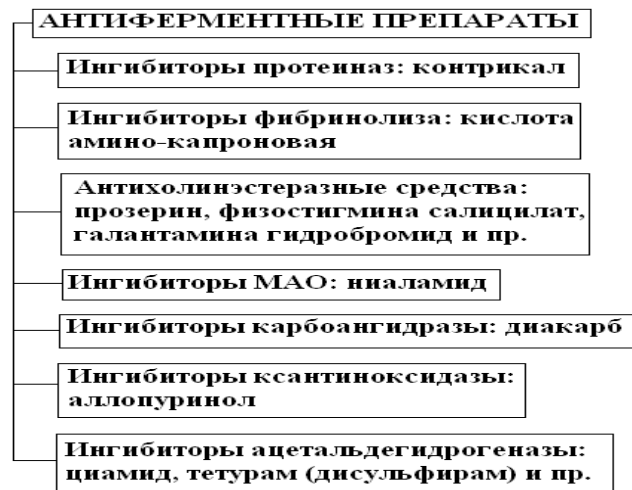 АНТИФЕРМЕНТНЫЕ ПРЕПАРАТЫ
Ингибиторы протеиназ: контрикал
Ингибиторы фибринолиза: кислота
амино-капроновая
Антихолинэстеразные средства:
прозерин, физостигмина салицилат,
галантамина гидробромид и пр.
Ингибиторы МАО: ниаламид
Ингибиторы карбоангидразы: диакарб
Ингибиторы ксантиноксидазы:
аллопуринол
Ингибиторы ацетальдегидрогеназы:
циамид, тетурам (дисульфирам) и пр.